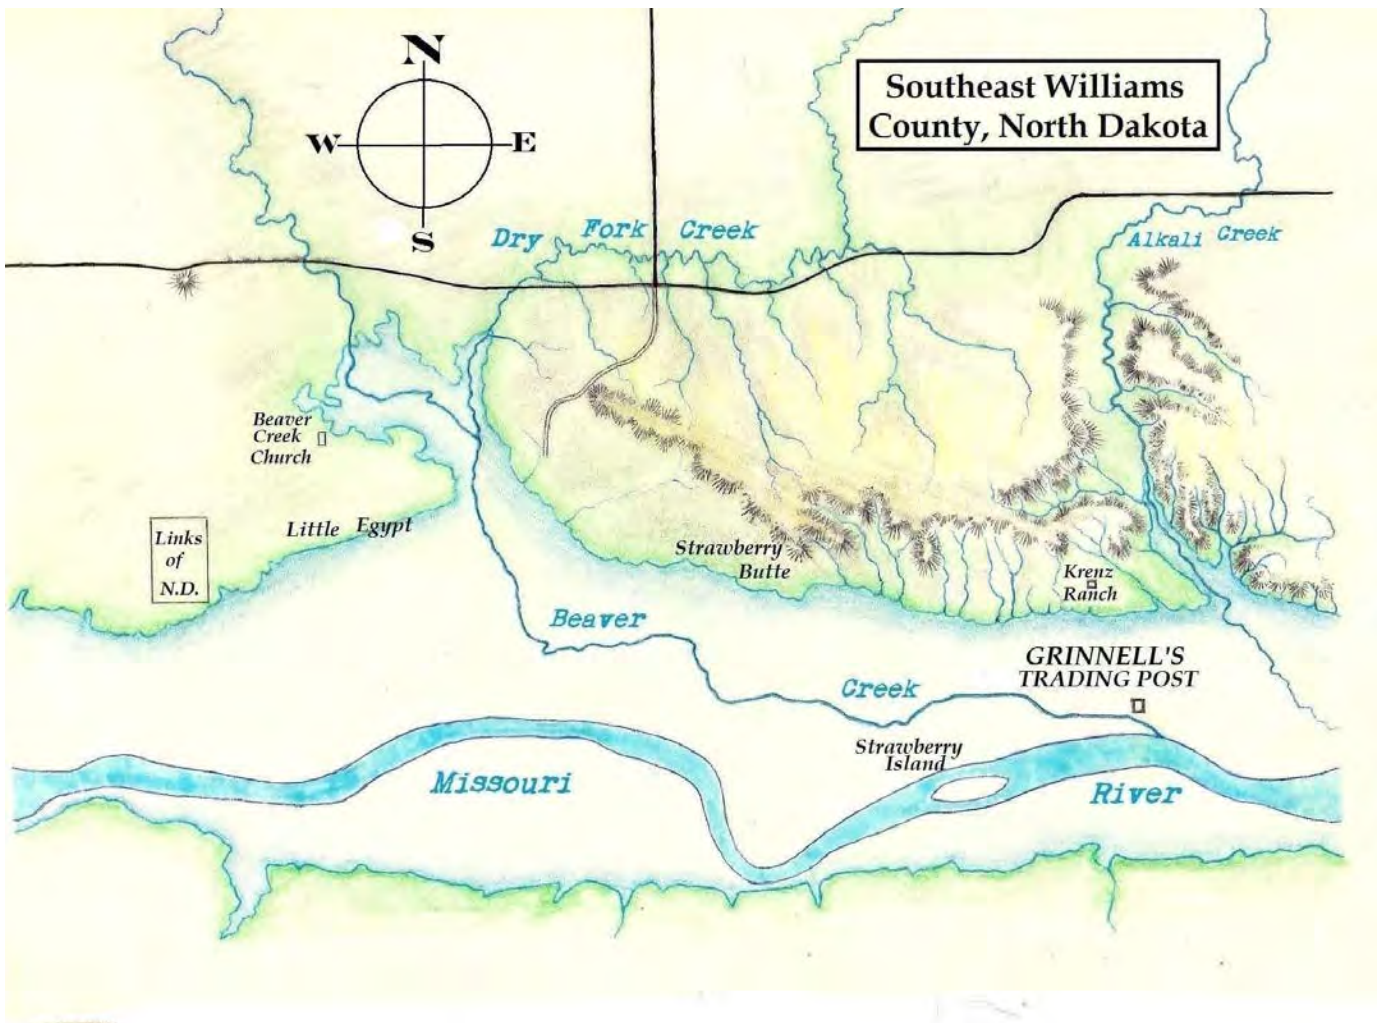 N
W E
S
Southeast Williams
County, North Dakota
Dry Fork Creek
Alkali Creek
Beaver
Creek
Church
Little Egypt
Links
of
N.D.
Strawberry
Butte
Krenz
Ranch
Beaver
Creek
GRINNELL'S
TRADING POST
Strawberry
Island
Missouri
River